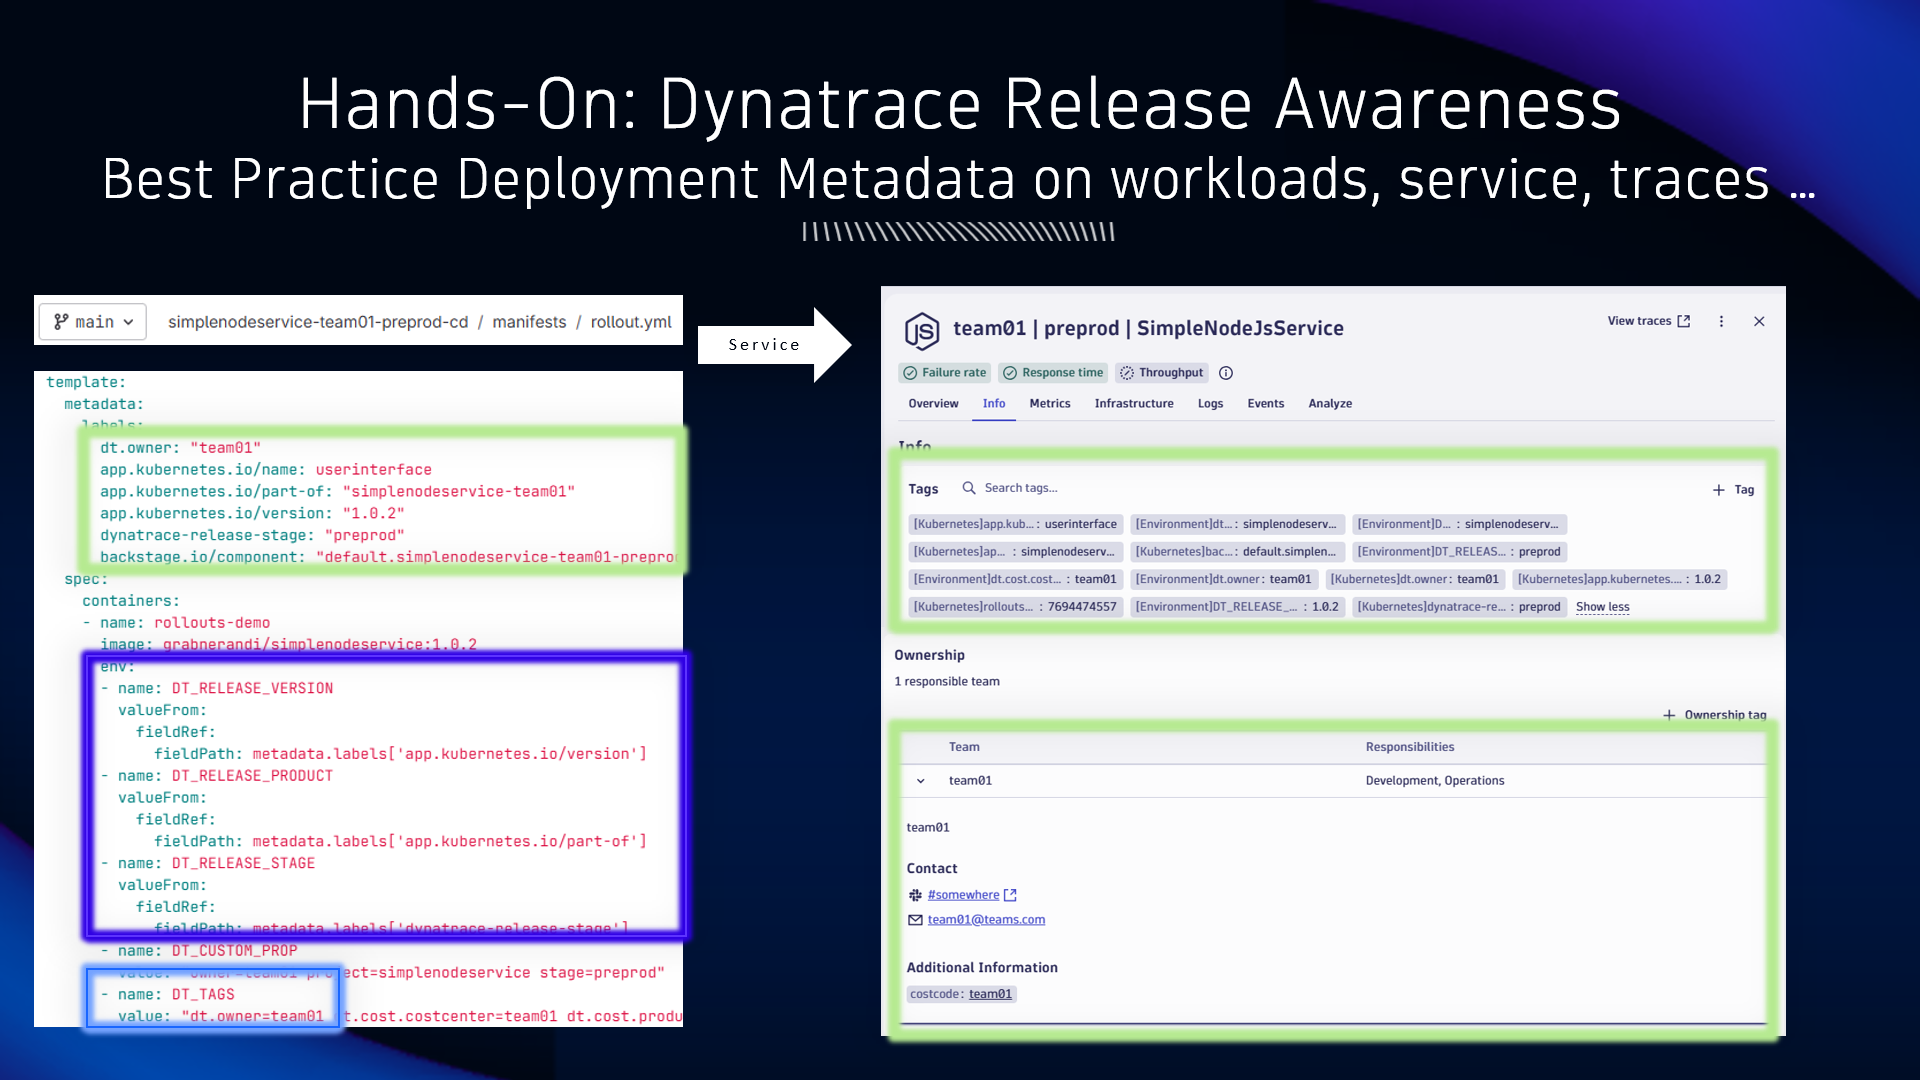 Hands-On: Dynatrace Release Awareness
Best Practice Deployment Metadata on workloads, service, traces ...
main
simplenodeservice-team01-preprod-cd / manifests / rollout.yml
template:
metadata:
labels:
dt.owner: "team01"
app.kubernetes.io/name: userinterface
app.kubernetes.io/part-of: "simplenodeservice-team01"
app.kubernetes.io/version: "1.0.2"
dynatrace-release-stage: "preprod"
backstage.io/component: "default.simplenodeservice-team01-preprod
spec:
containers:
- name: rollouts-demo
image: grabnerandi/simplenodeservice:1.0.2
env:
- name: DT_RELEASE_VERSION
valueFrom:
fieldRef:
fieldPath: metadata.labels['app.kubernetes.io/version']
- name: DT_RELEASE_PRODUCT
valueFrom:
fieldRef:
fieldPath: metadata.labels['app.kubernetes.io/part-of']
- name: DT_RELEASE_STAGE
valueFrom:
fieldRef:
fieldPath: metadata.labels['dynatrace-release-stage']
- name: DT_CUSTOM_PROP
value: "owner=team01 project=simplenodeservice stage=preprod"
- name: DT_TAGS
value: "dt.owner=team01 dt.cost.costcenter=team01 dt.cost.produ
Service
team01 | preprod | SimpleNodeJsService
View traces
Failure rate Response time Throughput
Overview Info Metrics Infrastructure Logs Events Analyze
Info
Tags Search tags... + Tag
[Kubernetes]app.kub... : userinterface [Environment]dt... : simplenodeserv... [Environment]D... : simplenodeserv...
[Kubernetes]ap... : simplenodeserv... [Kubernetes]bac... : default.simplen... [Environment]DT_RELEAS... : preprod
[Environment]dt.cost.cost... : team01 [Environment]dt.owner: team01 [Kubernetes]dt.owner: team01 [Kubernetes]app.kubernetes.... : 1.0.2
[Kubernetes]rollouts... : 7694474557 [Environment]DT_RELEASE_... : 1.0.2 [Kubernetes]dynatrace-re... : preprod Show less
Ownership
1 responsible team
+ Ownership tag
Team Responsibilities
team01 Development, Operations
team01
Contact
#somewhere
team01@teams.com
Additional Information
costcode: team01